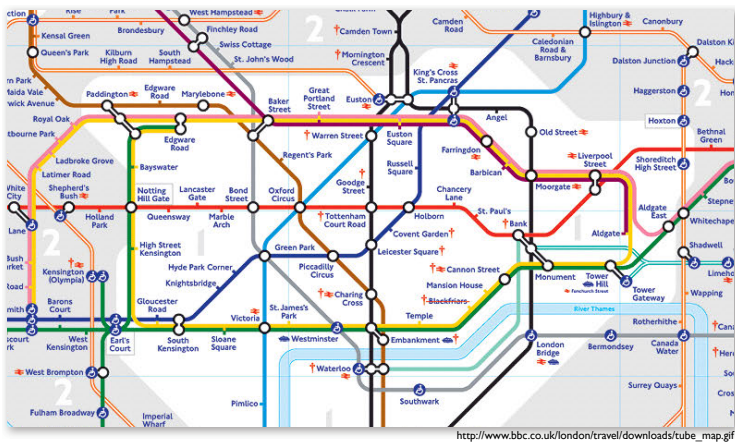 West Hampstead
Brondesbury
Finchley Road
Camden Town
Camden
Road
Highbury &
Islington
Canonbury
Kensal Green
Queen's Park
Kilburn
High Road
South
Hampstead
Swiss Cottage
St. John's Wood
Mornington
Crescent
Caledonian
Road &
Barnsbury
Dalston Junction
King's Cross
St. Pancras
Maida Vale
Paddington
Edgware
Road
Marylebone
Baker
Street
Great
Portland
Street
Euston
Haggerston
Angel
Hoxton
Royal Oak
Warren Street
Euston
Square
Old Street
Edgware
Road
Farringdon
Bethnal
Green
Liverpool
Street
Shoreditch
High Street
Ladbroke Grove
Latimer Road
Bayswater
Regent's Park
Russell
Square
Barbican
Moorgate
Shepherd's
Bush
Notting
Hill Gate
Lancaster
Gate
Bond
Street
Oxford
Circus
Goodge
Street
Chancery
Lane
St. Paul's
Aldgate
East
Holland
Park
Queensway
Marble
Arch
Tottenham
Court Road
Holborn
Bank
Aldgate
Whitechapel
Covent Garden
High Street
Kensington
Green Park
Leicester Square
Shadwell
Hyde Park Corner
Piccadilly
Circus
Cannon Street
Kensington
(Olympia)
Knightsbridge
Mansion House
Monument
Tower
Hill
Fenchurch Street
Tower
Gateway
Charing
Cross
Blackfriars
Wapping
Barons
Court
Gloucester
Road
St. James's
Park
Victoria
Temple
River Thames
Rotherhithe
West
Kensington
Earl's
Court
South
Kensington
Sloane
Square
Westminster
Embankment
London
Bridge
Bermondsey
Canada
Water
West Brompton
Waterloo
Surrey Quays
Southwark
Fulham Broadway
Imperial
Wharf
Pimlico
2
2
2
http://www.bbc.co.uk/london/travel/downloads/tube_map.gif